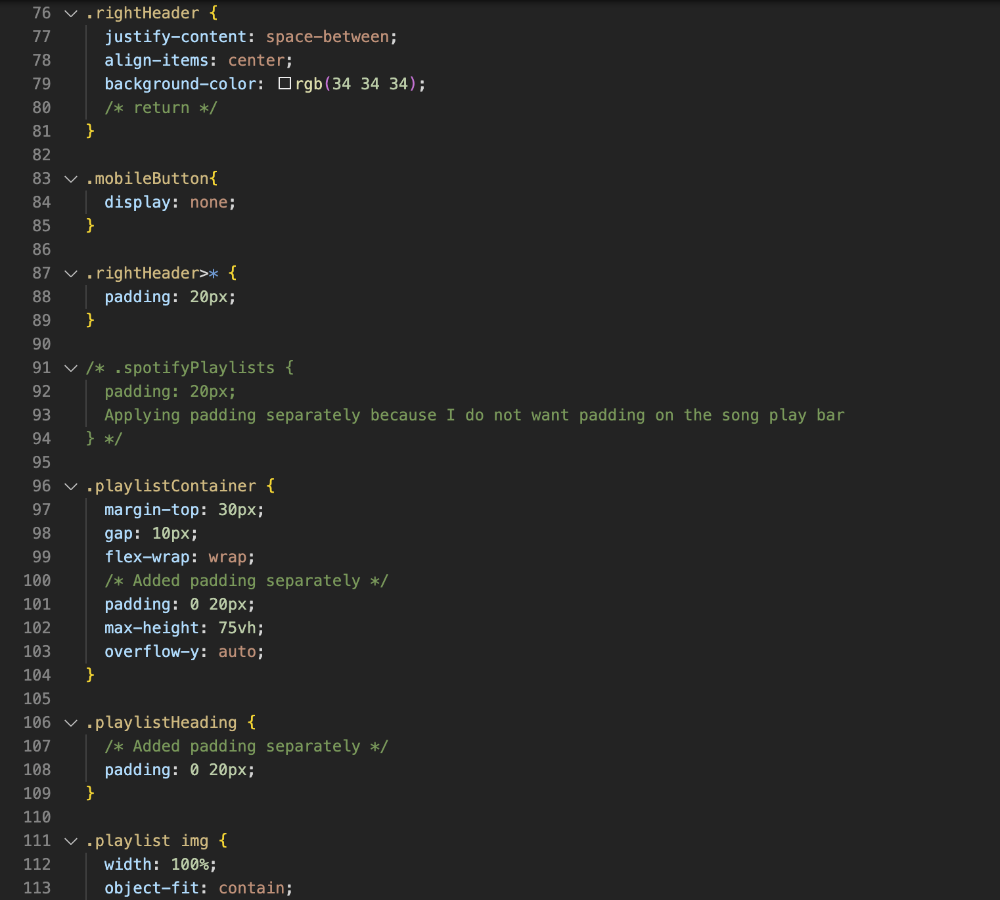 76 .rightHeader {
77 justify-content: space-between;
78 align-items: center;
79 background-color: rgb(34 34 34);
80 /* return */
81 }
82
83 .mobileButton{
84 display: none;
85 }
86
87 .rightHeader>* {
88 padding: 20px;
89 }
90
91 /* .spotifyPlaylists {
92 padding: 20px;
93 Applying padding separately because I do not want padding on the song play bar
94 } */
95
96 .playlistContainer {
97 margin-top: 30px;
98 gap: 10px;
99 flex-wrap: wrap;
100 /* Added padding separately */
101 padding: 0 20px;
102 max-height: 75vh;
103 overflow-y: auto;
104 }
105
106 .playlistHeading {
107 /* Added padding separately */
108 padding: 0 20px;
109 }
110
111 .playlist img {
112 width: 100%;
113 object-fit: contain;